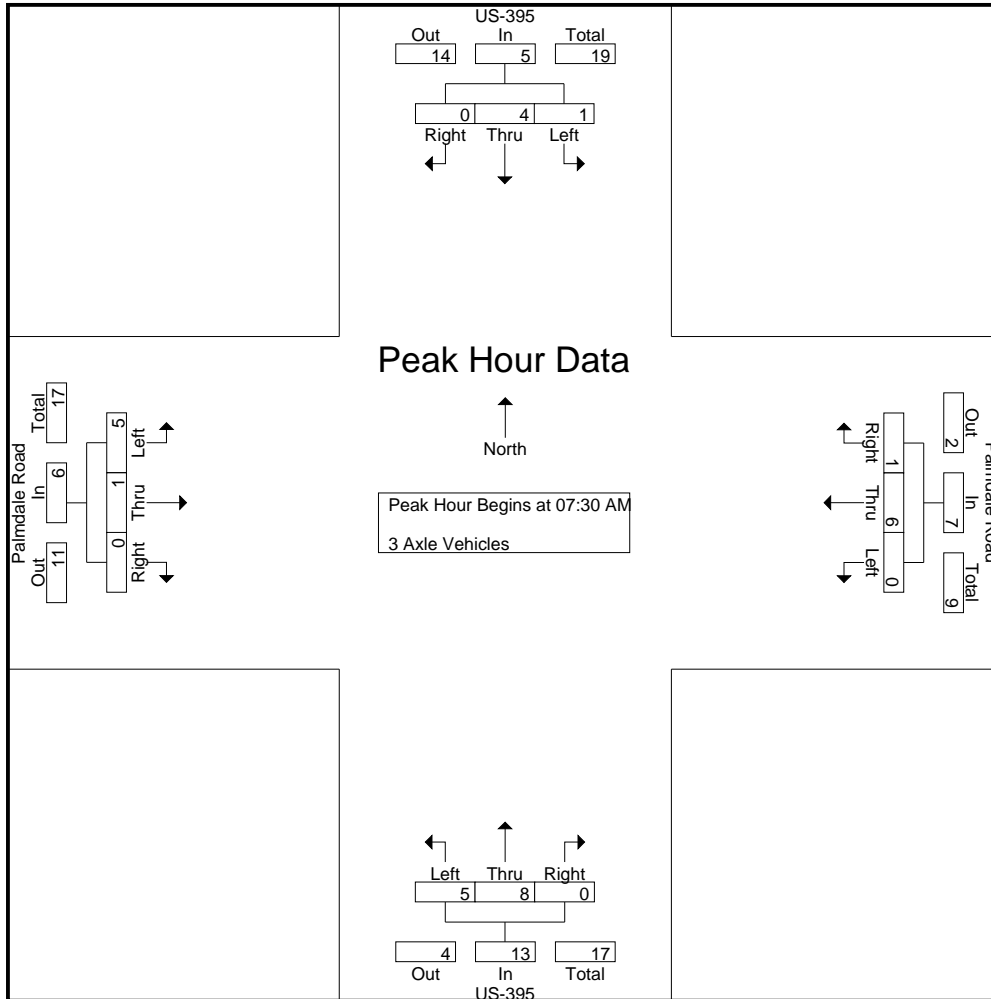 US-395
Out In Total
14 5 19
0 4 1
Right Thru Left
Peak Hour Data
North
Peak Hour Begins at 07:30 AM
3 Axle Vehicles
Palmdale Road
Out In Total
11 6 17
5 1 0
Left Thru Right
Palmdale Road
Out In Total
2 7 9
1 6 0
Right Thru Left
Left Thru Right
5 8 0
4 13 17
Out In Total
US-395